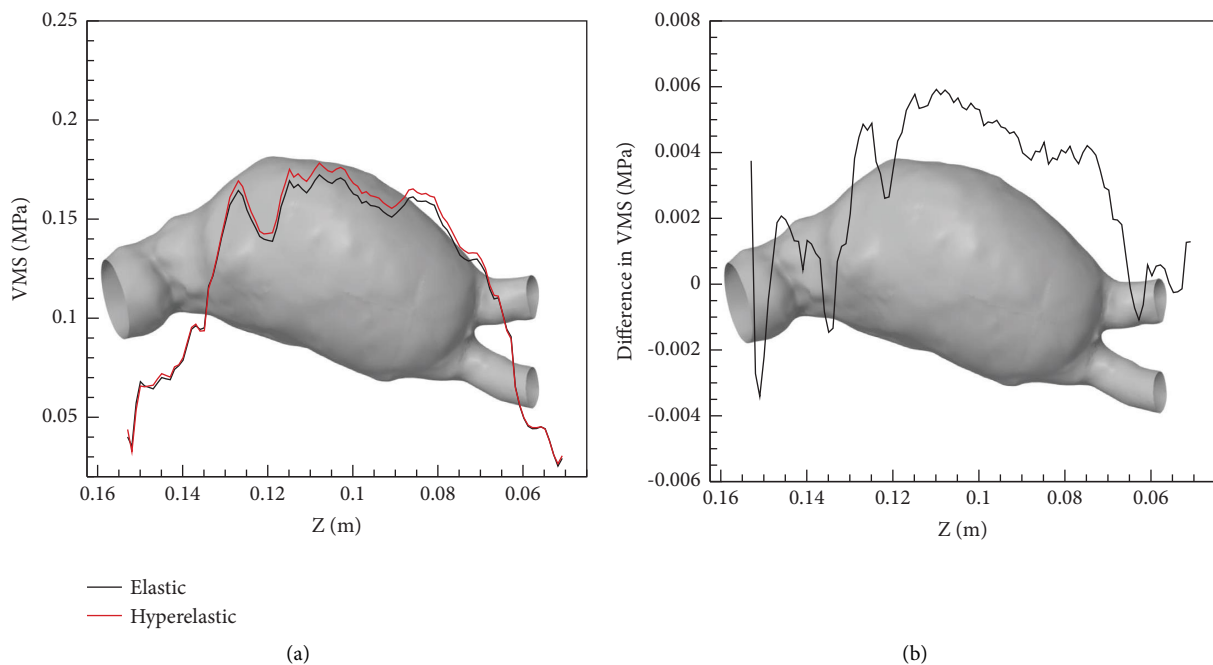 0.25
0.2
0.15
0.1
0.05
VMS (MPa)
0.16 0.14 0.12 0.1 0.08 0.06
Z (m)
Elastic
Hyperelastic
(a)
0.008
0.006
0.004
0.002
0
-0.002
-0.004
-0.006
Difference in VMS (MPa)
0.16 0.14 0.12 0.1 0.08 0.06
Z (m)
(b)